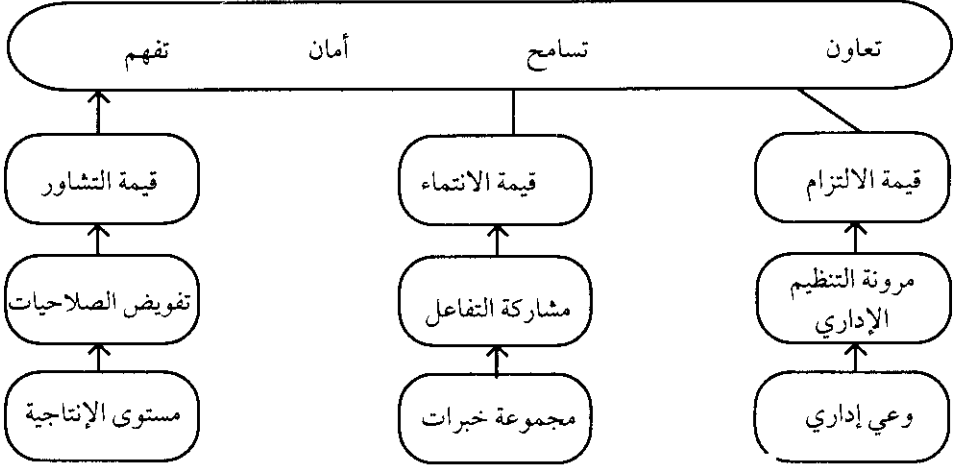 تعاون تسامح أمان تفهم
قيمة الالتزام
قيمة الانتماء
قيمة التشاور
مرونة التنظيم
الإداري
مشاركة التفاعل
تفويض الصلاحيات
وعي إداري
مجموعة خبرات
مستوى الإنتاجية